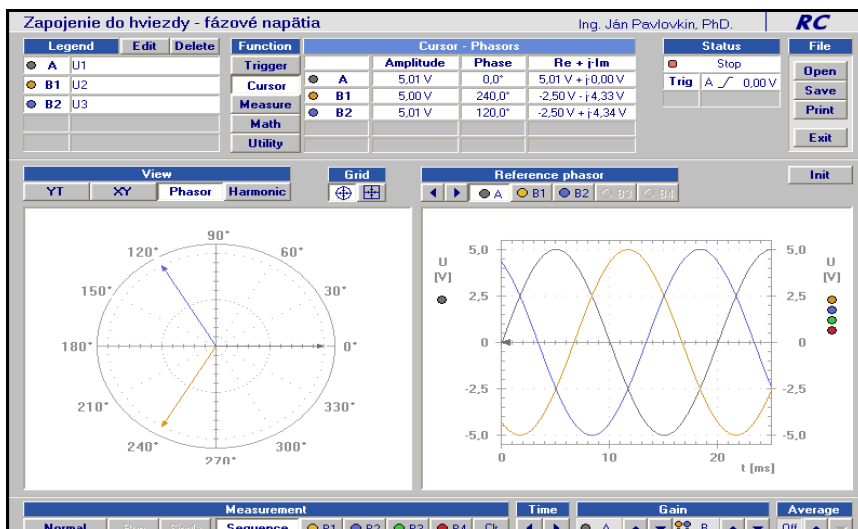 Zapojenie do hviezdy - fázové napätia Ing. Ján Pavlovkin, PhD. RC
Legend Edit Delete Function Cursor - Phasors Status File
A U1 Trigger Amplitude Phase Re + j·Im Stop Open
B1 U2 Cursor A 5,01 V 0,0° 5,01 V + j·0,00 V Trig A 0,00 V Save
B2 U3 Measure B1 5,00 V 240,0° -2,50 V - j·4,33 V Print
Math B2 5,01 V 120,0° -2,50 V + j·4,34 V
Utility Exit
View Grid Reference phasor Init
YT XY Phasor Harmonic A B1 B2 B3 B4
90°
120° 60°
150° 30°
180° 0°
210° 330°
240° 300°
270°
U [V] 5,0 5,0 U [V]
2,5 2,5
0 0
-2,5 -2,5
-5,0 -5,0
0 10 20
t [ms]
Measurement Time Gain Average
Normal Run Single Sequence B1 B2 B3 B4 Clr A B Off